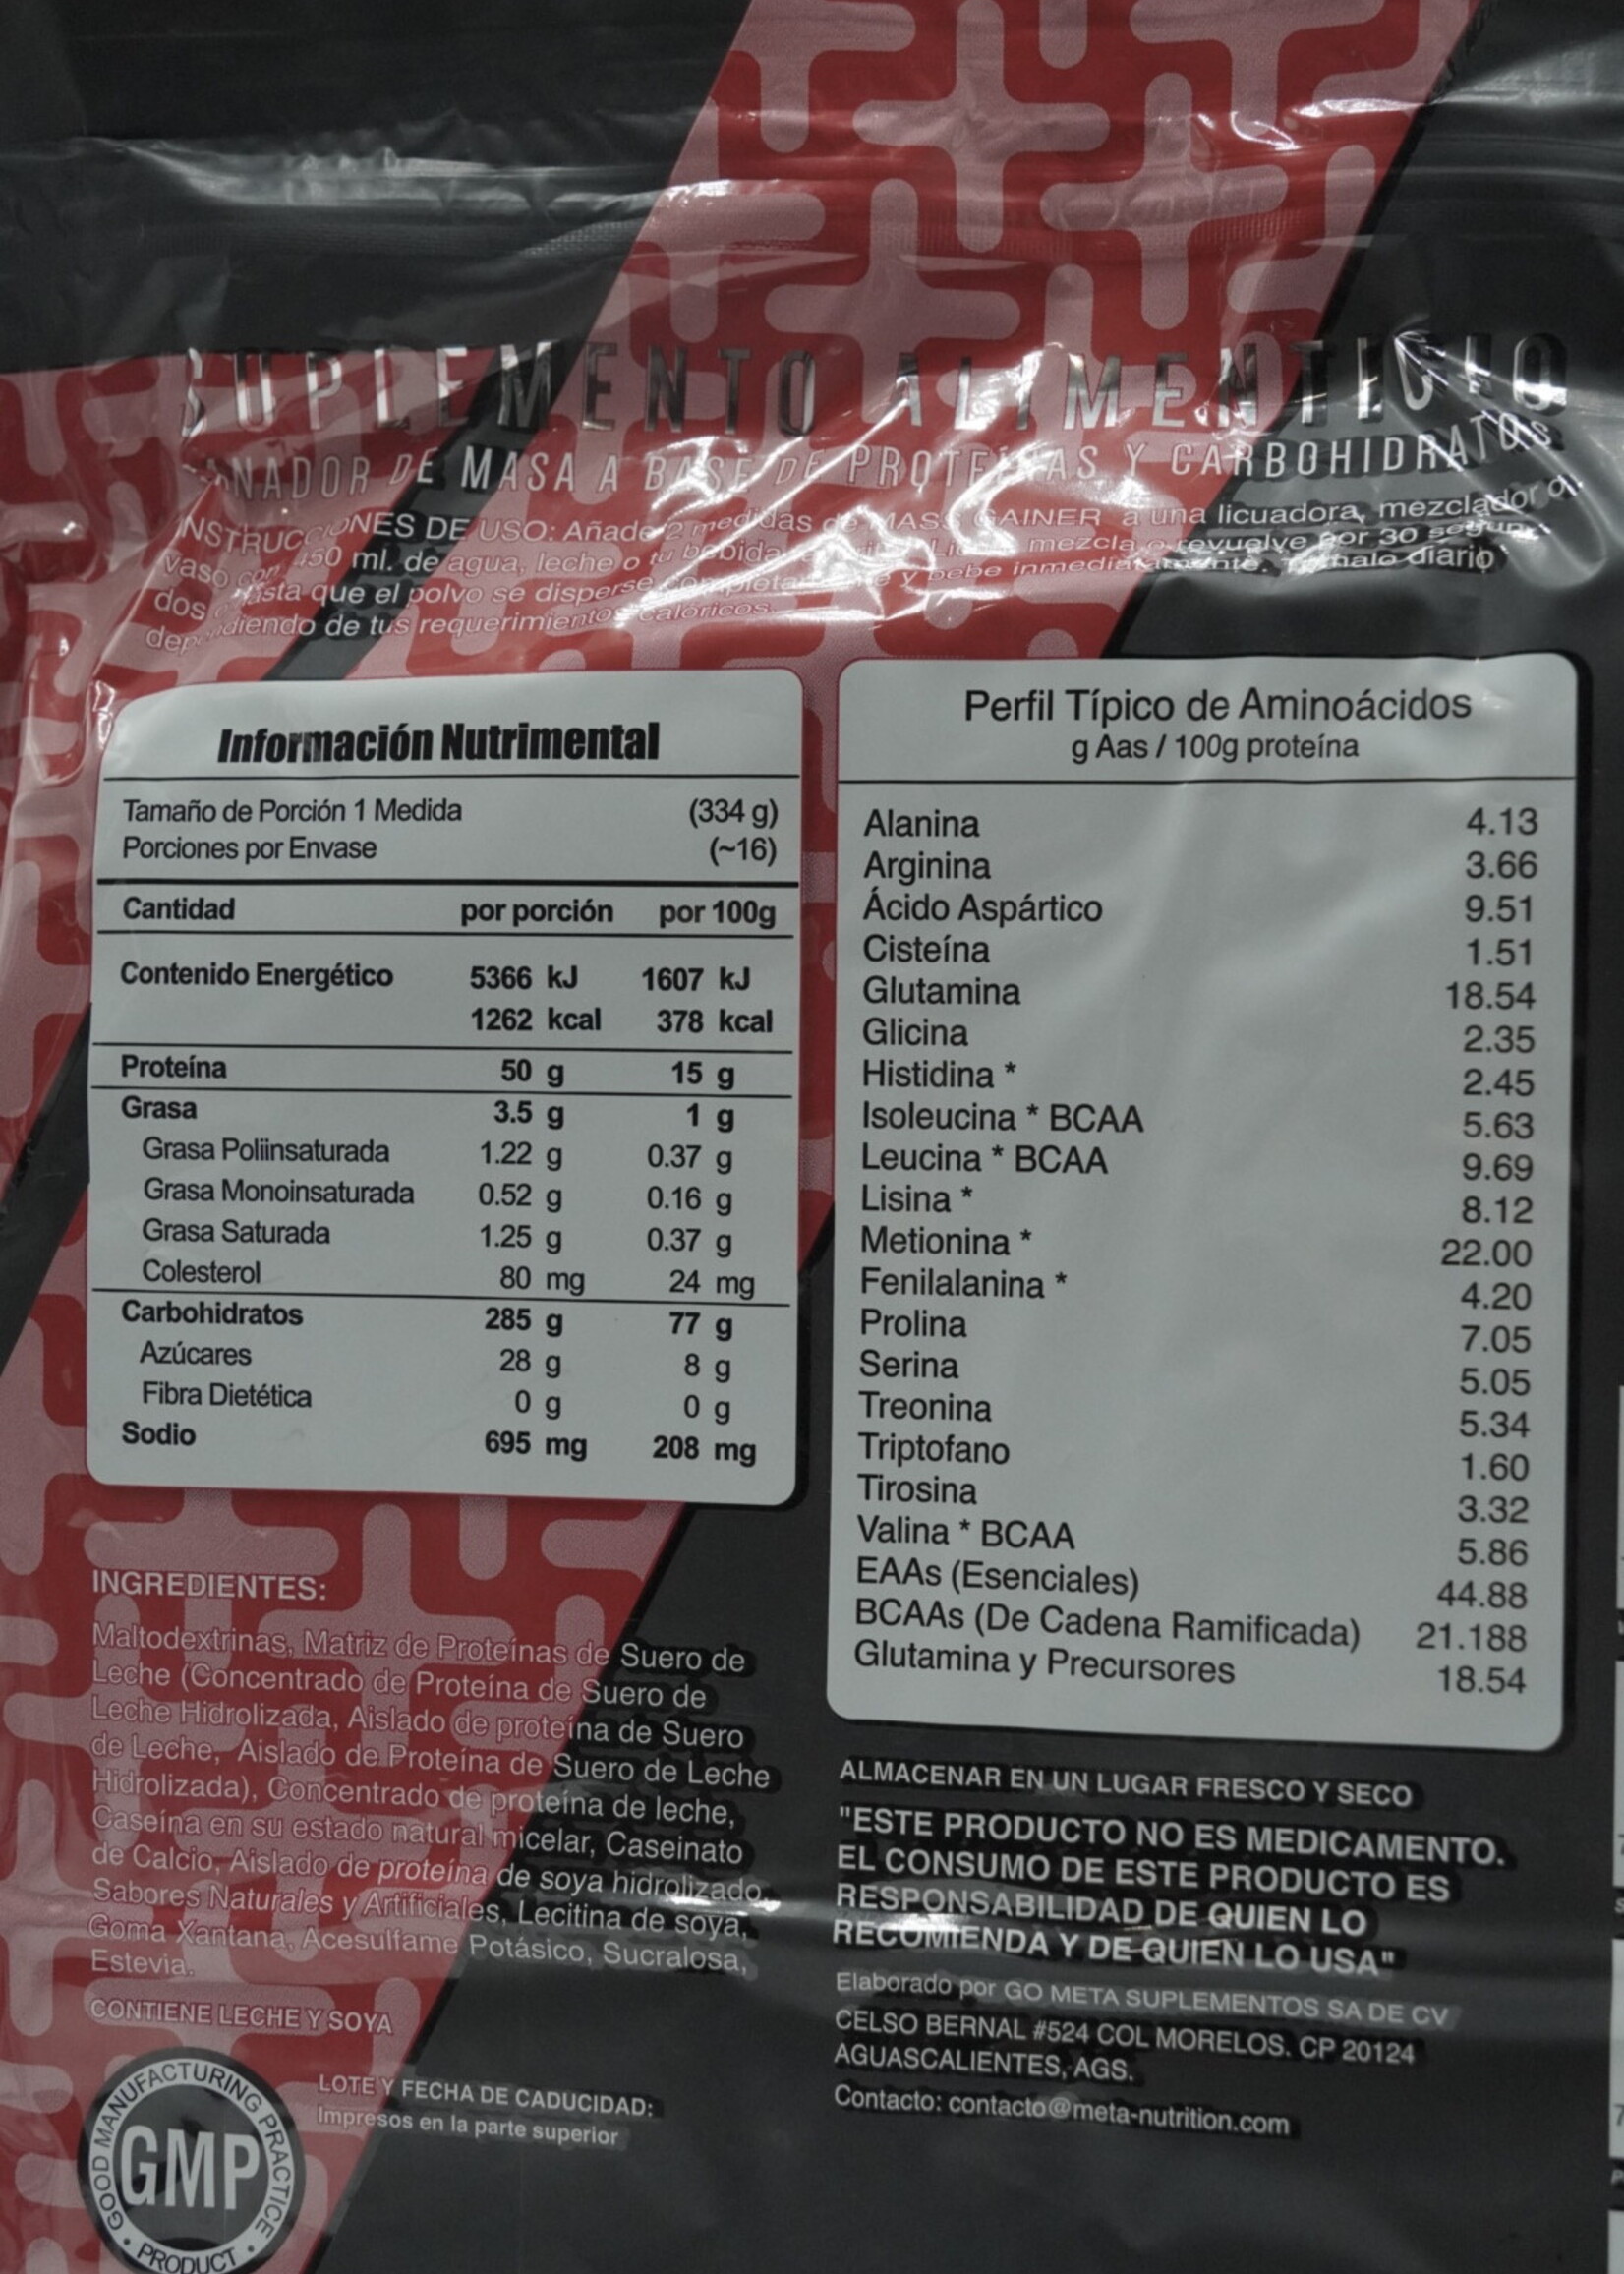 SUPLEMENTO ALIMENTICIO
GANADOR DE MASA A BASE DE PROTEÍNAS Y CARBOHIDRATOS
INSTRUCCIONES DE USO: Añade 2 medidas de MASS GAINER a una licuadora, mezclador o
vaso con 450 ml. de agua, leche o tu bebida mezcla o revuelve por 30 segun-
dos hasta que el polvo se disperse completamente y bebe inmediatamente. Tomalo diario
dependiendo de tus requerimientos calóricos
Información Nutrimental
Tamaño de Porción 1 Medida (334 g)
Porciones por Envase (~16)
Cantidad por porción por 100g
Contenido Energético 5366 kJ 1607 kJ
1262 kcal 378 kcal
Proteína 50 g 15 g
Grasa 3.5 g 1 g
Grasa Poliinsaturada 1.22 g 0.37 g
Grasa Monoinsaturada 0.52 g 0.16 g
Grasa Saturada 1.25 g 0.37 g
Colesterol 80 mg 24 mg
Carbohidratos 285 g 77 g
Azúcares 28 g 8 g
Fibra Dietética 0 g 0 g
Sodio 695 mg 208 mg
Perfil Típico de Aminoácidos
g Aas / 100g proteína
Alanina 4.13
Arginina 3.66
Ácido Aspártico 9.51
Cisteína 1.51
Glutamina 18.54
Glicina 2.35
Histidina * 2.45
Isoleucina * BCAA 5.63
Leucina * BCAA 9.69
Lisina * 8.12
Metionina * 22.00
Fenilalanina * 4.20
Prolina 7.05
Serina 5.05
Treonina 5.34
Triptofano 1.60
Tirosina 3.32
Valina * BCAA 5.86
EAAs (Esenciales) 44.88
BCAAs (De Cadena Ramificada) 21.188
Glutamina y Precursores 18.54
INGREDIENTES:
Maltodextrinas, Matriz de Proteínas de Suero de
Leche (Concentrado de Proteína de Suero de
Leche Hidrolizada, Aislado de proteína de Suero
de Leche, Aislado de Proteína de Suero de Leche
Hidrolizada), Concentrado de proteína de leche,
Caseína en su estado natural micelar, Caseinato
de Calcio, Aislado de proteína de soya hidrolizado,
Sabores Naturales y Artificiales, Lecitina de soya,
Goma Xantana, Acesulfame Potásico, Sucralosa,
Estevia.
CONTIENE LECHE Y SOYA
LOTE Y FECHA DE CADUCIDAD:
Impresos en la parte superior
GOOD MANUFACTURING PRACTICE
GMP
PRODUCT
ALMACENAR EN UN LUGAR FRESCO Y SECO
"ESTE PRODUCTO NO ES MEDICAMENTO.
EL CONSUMO DE ESTE PRODUCTO ES
RESPONSABILIDAD DE QUIEN LO
RECOMIENDA Y DE QUIEN LO USA"
Elaborado por GO META SUPLEMENTOS SA DE CV
CELSO BERNAL #524 COL MORELOS. CP 20124
AGUASCALIENTES, AGS.
Contacto: contacto@meta-nutrition.com